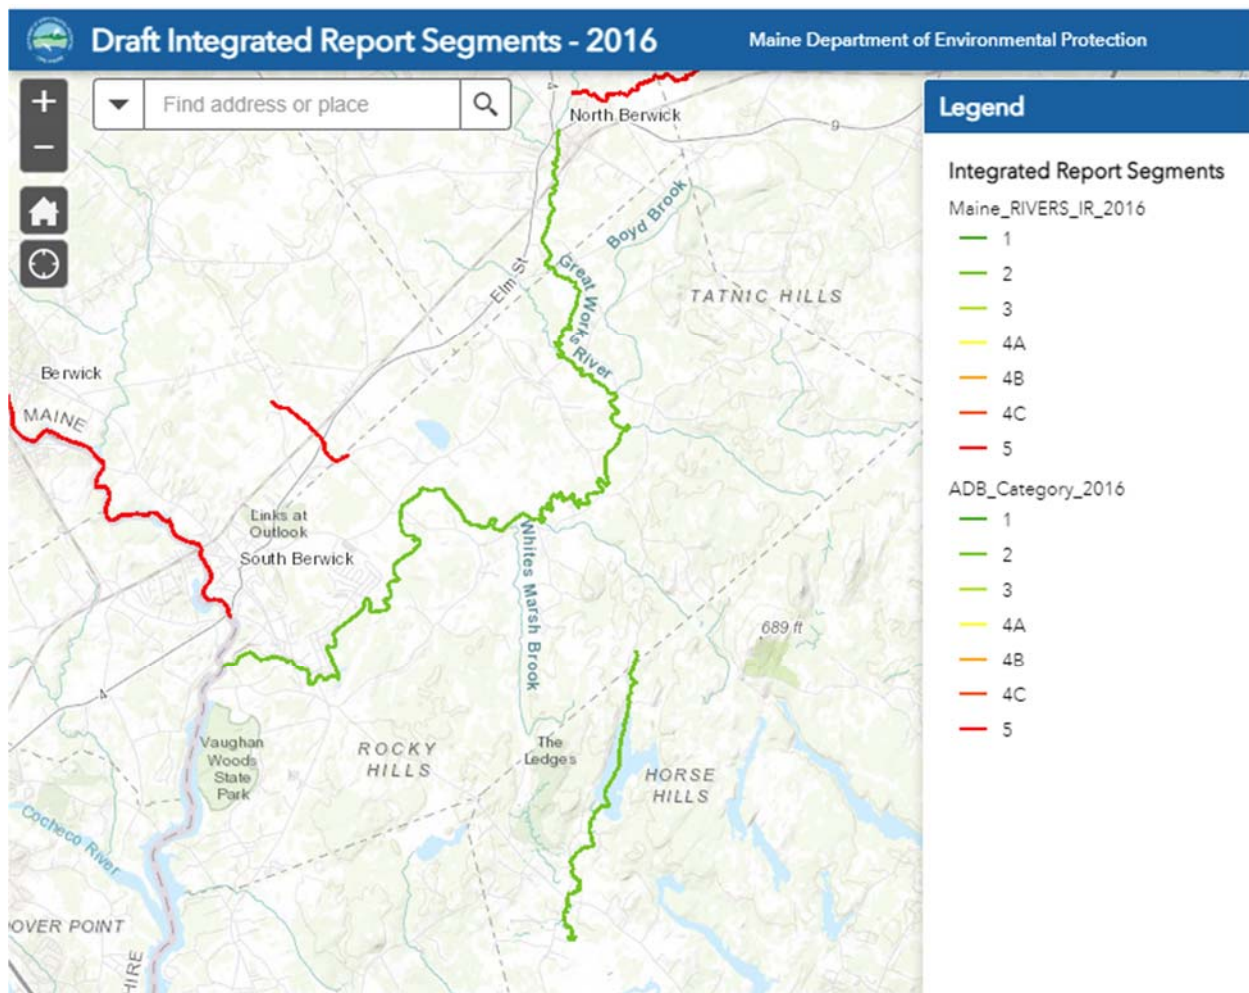 Draft Integrated Report Segments - 2016
Maine Department of Environmental Protection
+
−
Find address or place
4
North Berwick
9
Boyd Brook
Great Works River
Elm St
TATNIC HILLS
Berwick
MAINE
Links at
Outlook
South Berwick
Whites Marsh Brook
689 ft
4
Vaughan
Woods
State
Park
ROCKY
HILLS
The
Ledges
HORSE
HILLS
Cocheco River
OVER POINT
HIRE
Legend
Integrated Report Segments
Maine_RIVERS_IR_2016
1
2
3
4A
4B
4C
5
ADB_Category_2016
1
2
3
4A
4B
4C
5